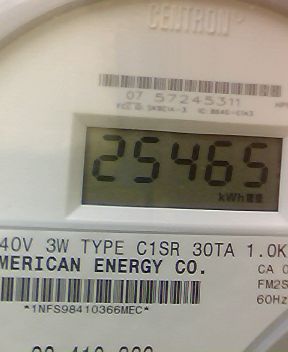 CENTRON
07 57245311
25465
kWh
40V 3W TYPE C1SR 30TA 1.0K
MERICAN ENERGY CO.
CA 0
FM2S
60Hz
*1NFS98410366MEC*